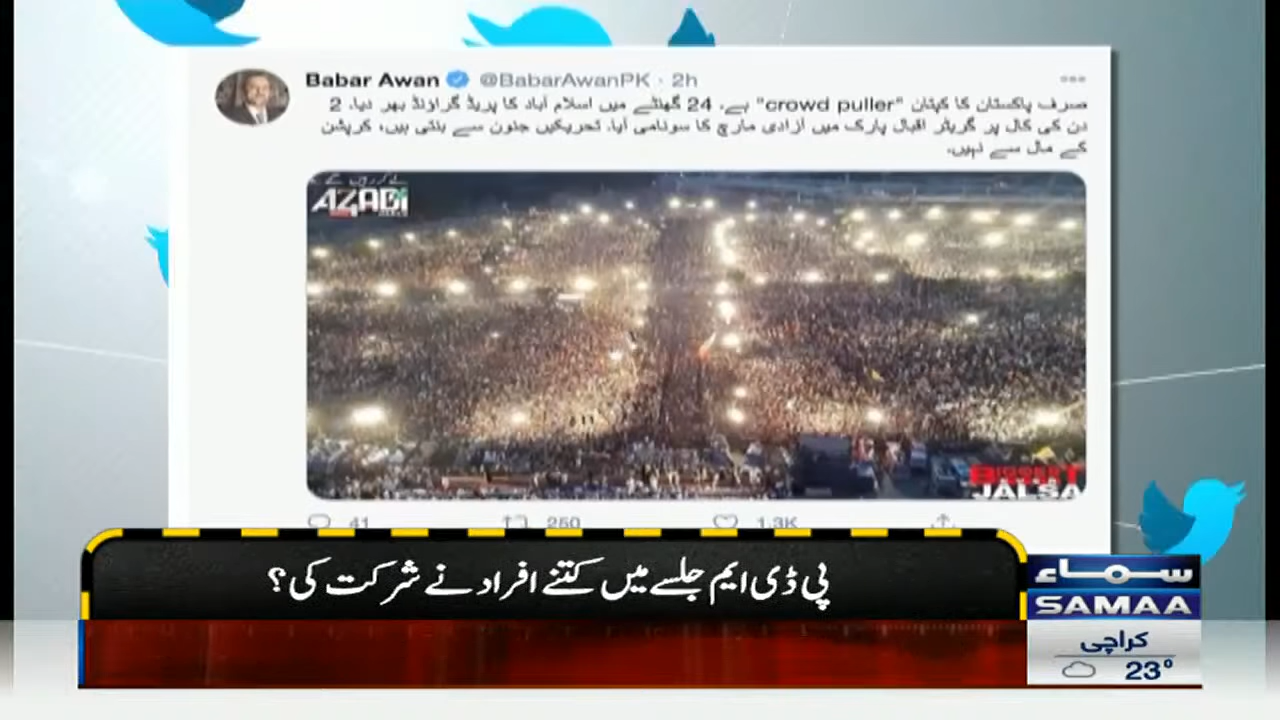 Babar Awan @BabarAwanPK · 2h
صرف پاکستان کا کپتان "crowd puller" ہے، 24 گھنٹے میں اسلام آباد کا پریڈ گراؤنڈ بھر دیا۔ 2
دن کی کال پر گریٹر اقبال پارک میں آزادی مارچ کا سونامی آیا۔ تحریکیں جنون سے بنتی ہیں، کرپشن
کے مال سے نہیں۔
AZADI
BIGGEST
JALSA
41 250 1.3K
پی ڈی ایم جلسے میں کتنے افراد نے شرکت کی؟
سماء
SAMAA
کراچی
23°